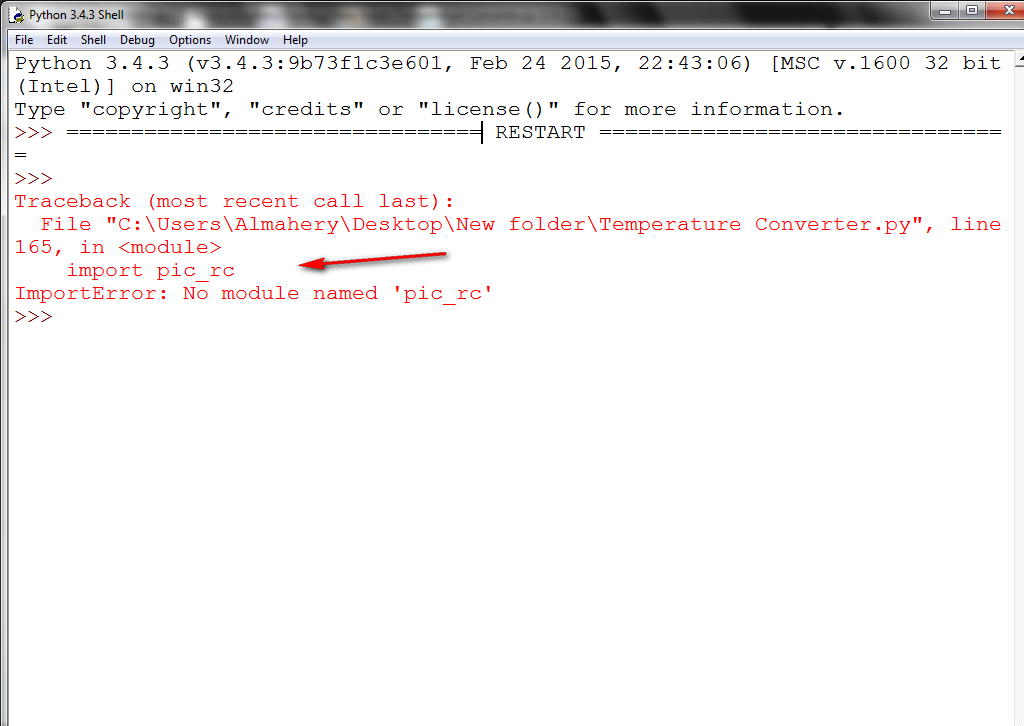 Python 3.4.3 Shell
File Edit Shell Debug Options Window Help
Python 3.4.3 (v3.4.3:9b73f1c3e601, Feb 24 2015, 22:43:06) [MSC v.1600 32 bit
(Intel)] on win32
Type "copyright", "credits" or "license()" for more information.
>>> ================================ RESTART ===============================
=
>>>
Traceback (most recent call last):
  File "C:\Users\Almahery\Desktop\New folder\Temperature Converter.py", line
165, in <module>
    import pic_rc
ImportError: No module named 'pic_rc'
>>>